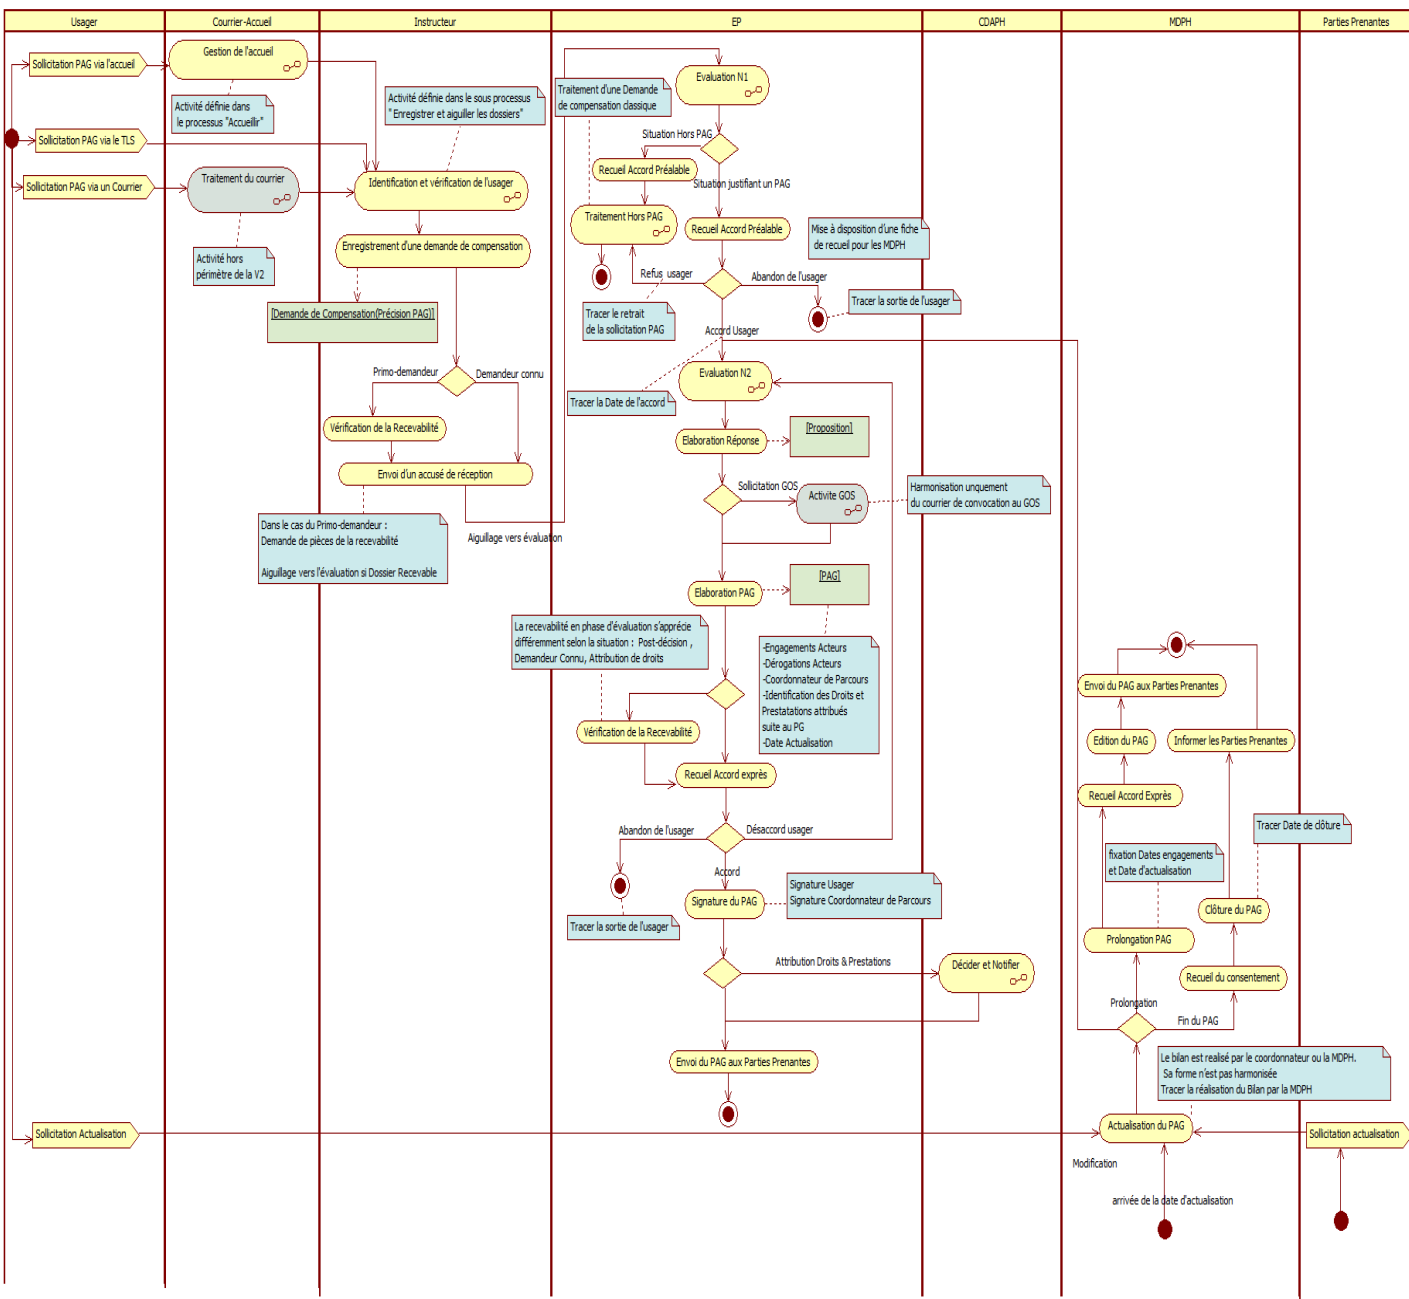 Usager
Courrier-Accueil
Instructeur
EP
CDAPH
MDPH
Parties Prenantes
Sollicitation PAG via l'accueil
Gestion de l'accueil
Activité définie dans
le processus "Accueillir"
Activité définie dans le sous processus
" Enregistrer et aiguiller les dossiers"
Sollicitation PAG via le TLS
Sollicitation PAG via un Courrier
Traitement du courrier
Activité hors
périmètre de la V2
Identification et vérification de l'usager
Enregistrement d'une demande de compensation
[Demande de Compensation(Précision PAG)]
Primo-demandeur
Demandeur connu
Vérification de la Recevabilité
Envoi d'un accusé de réception
Dans le cas du Primo-demandeur :
Demande de pièces de la recevabilité
Aiguillage vers l'évaluation si Dossier Recevable
Aiguillage vers évaluation
Traitement d'une Demande
de compensation classique
Evaluation N1
Situation Hors PAG
Recueil Accord Préalable
Situation justifiant un PAG
Traitement Hors PAG
Recueil Accord Préalable
Mise à disposition d'une fiche
de recueil pour les MDPH
Refus usager
Abandon de l'usager
Tracer le retrait
de la sollicitation PAG
Tracer la sortie de l'usager
Accord Usager
Evaluation N2
Tracer la Date de l'accord
Elaboration Réponse
[Proposition]
Sollicitation GOS
Activite GOS
Harmonisation unquement
du courrier de convocation au GOS
Elaboration PAG
[PAG]
La recevabilité en phase d'évaluation s'apprécie
différemment selon la situation : Post-décision ,
Demandeur Connu, Attribution de droits
-Engagements Acteurs
-Dérogations Acteurs
-Coordonnateur de Parcours
-Identification des Droits et
Prestatations attribués
suite au PG
-Date Actualisation
Vérification de la Recevabilité
Recueil Accord exprès
Abandon de l'usager
Désaccord usager
Accord
Signature du PAG
Signature Usager
Signature Coordonnateur de Parcours
Tracer la sortie de l'usager
Attribution Droits & Prestations
Décider et Notifier
Envoi du PAG aux Parties Prenantes
Envoi du PAG aux Parties Prenantes
Edition du PAG
Informer les Parties Prenantes
Recueil Accord Exprès
Tracer Date de clôture
fixation Dates engagements
et Date d'actualisation
Clôture du PAG
Prolongation PAG
Recueil du consentement
Prolongation
Fin du PAG
Le bilan est realisé par le coordonnateur ou la MDPH.
Sa forme n'est pas harmonisée
Tracer la réalisation du Bilan par la MDPH
Sollicitation Actualisation
Actualisation du PAG
Sollicitation actualisation
Modification
arrivée de la date d'actualisation